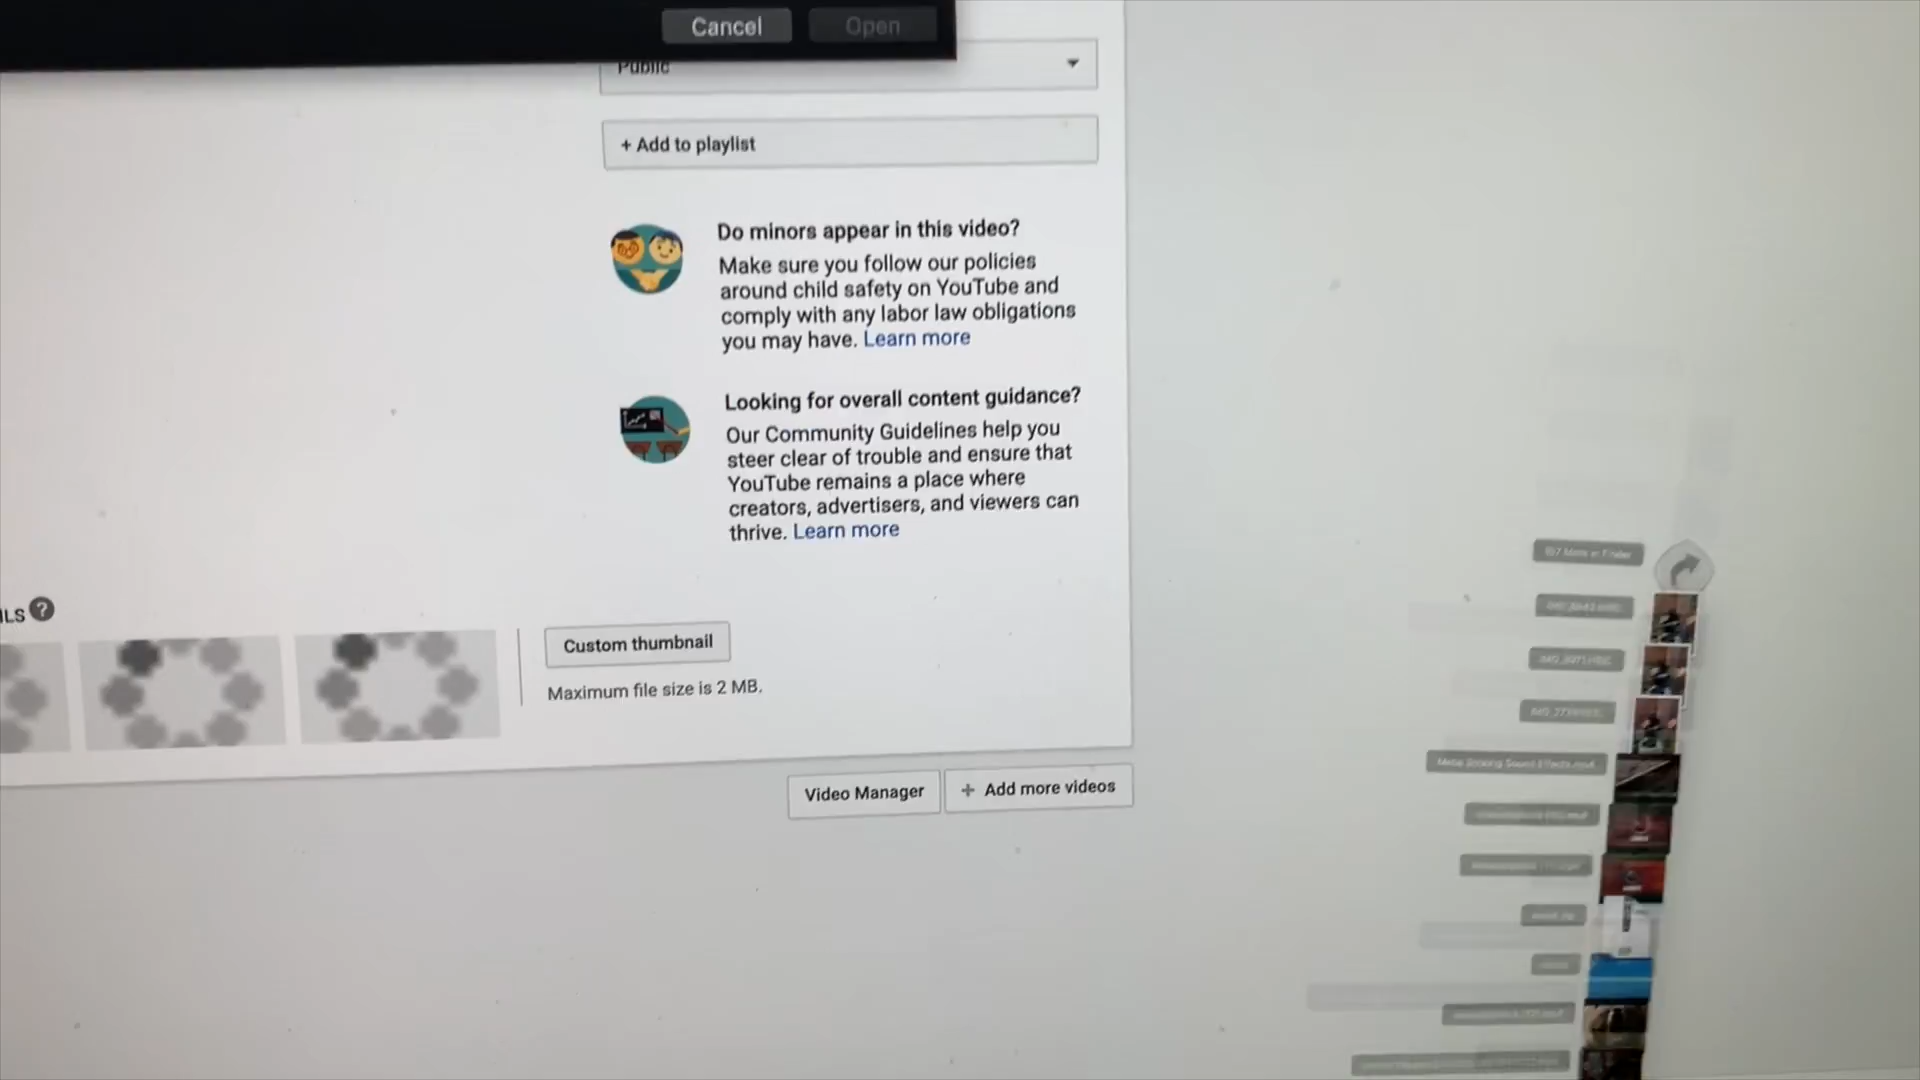 Cancel
Open
Public
+ Add to playlist
Do minors appear in this video?
Make sure you follow our policies
around child safety on YouTube and
comply with any labor law obligations
you may have. Learn more
Looking for overall content guidance?
Our Community Guidelines help you
steer clear of trouble and ensure that
YouTube remains a place where
creators, advertisers, and viewers can
thrive. Learn more
ILS ?
Custom thumbnail
Maximum file size is 2 MB.
Video Manager
+ Add more videos
More in Finder